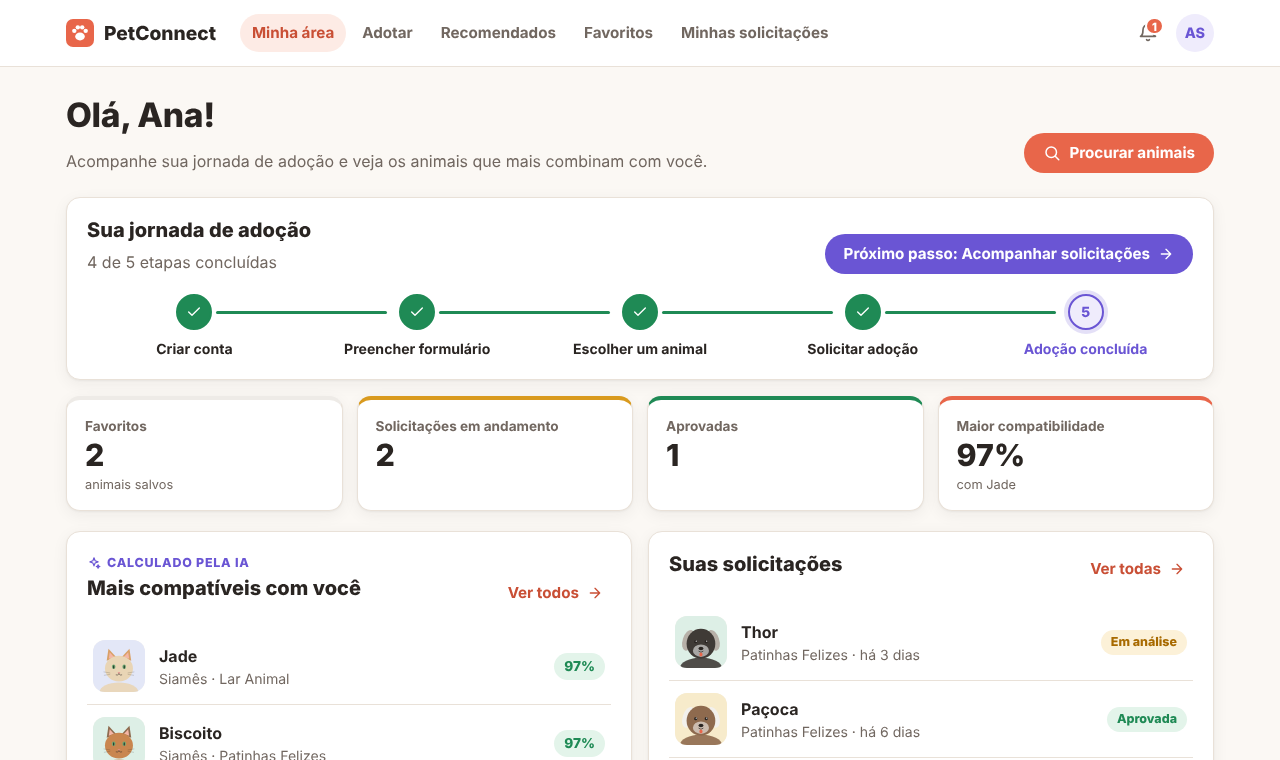 PetConnect
Minha área
Adotar
Recomendados
Favoritos
Minhas solicitações
1
AS
Olá, Ana!
Acompanhe sua jornada de adoção e veja os animais que mais combinam com você.
Procurar animais
Sua jornada de adoção
4 de 5 etapas concluídas
Próximo passo: Acompanhar solicitações
5
Criar conta
Preencher formulário
Escolher um animal
Solicitar adoção
Adoção concluída
Favoritos
2
animais salvos
Solicitações em andamento
2
Aprovadas
1
Maior compatibilidade
97%
com Jade
CALCULADO PELA IA
Mais compatíveis com você
Ver todos
Jade
Siamês · Lar Animal
97%
Biscoito
Siamês · Patinhas Felizes
97%
Suas solicitações
Ver todas
Thor
Patinhas Felizes · há 3 dias
Em análise
Paçoca
Patinhas Felizes · há 6 dias
Aprovada